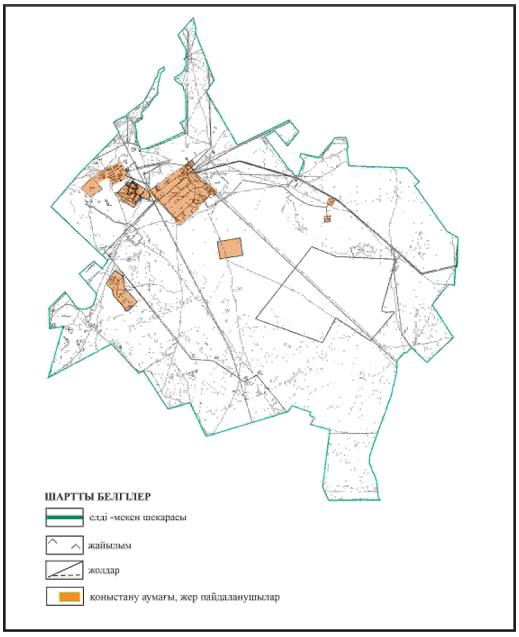 ШАРТТЫ БЕЛГІЛЕР
елді -мекен шекарасы
жайылым
жолдар
қоныстану аумағы, жер пайдаланушылар